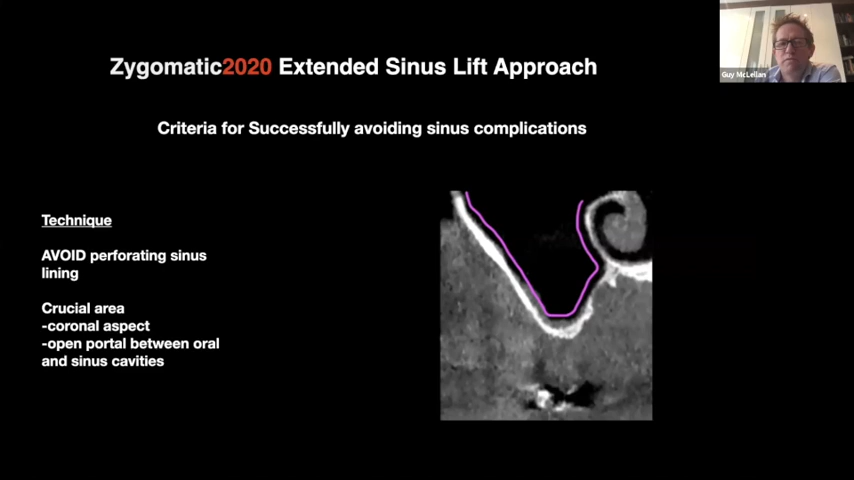 Guy McLellan
Zygomatic2020 Extended Sinus Lift Approach
Criteria for Successfully avoiding sinus complications
Technique
AVOID perforating sinus
lining
Crucial area
-coronal aspect
-open portal between oral
and sinus cavities